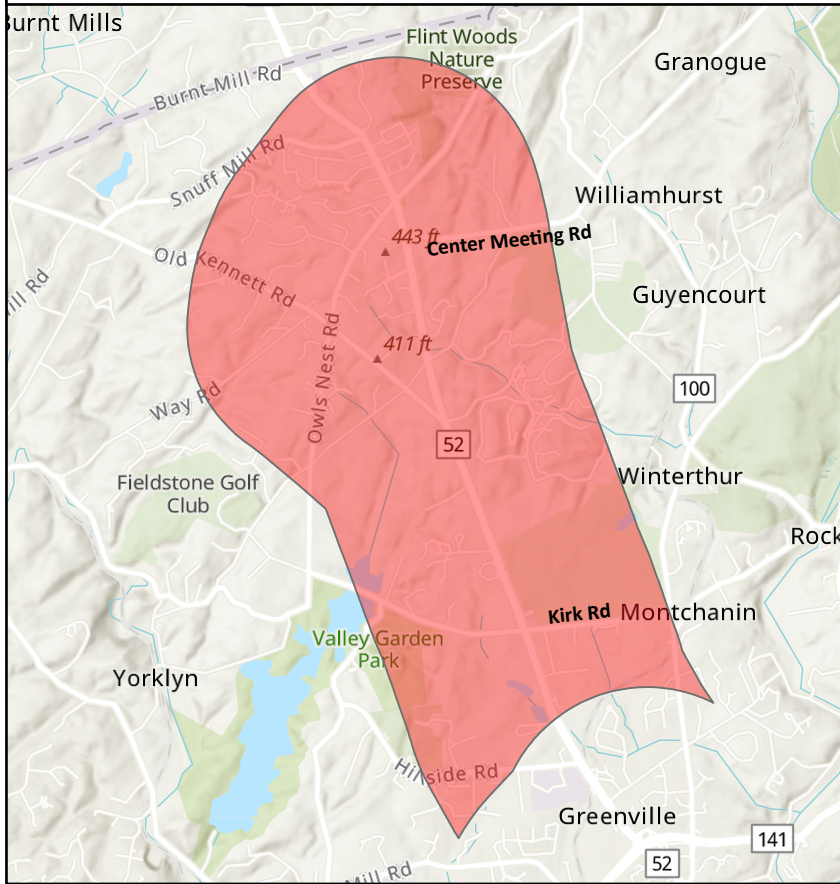 Burnt Mills
Flint Woods
Nature
Preserve
Granogue
Burnt Mill Rd
Snuff Mill Rd
Williamhurst
443 ft
Center Meeting Rd
Old Kennett Rd
Guyencourt
ill Rd
411 ft
Owls Nest Rd
100
Way Rd
52
Winterthur
Fieldstone Golf
Club
Rock
Kirk Rd
Montchanin
Valley Garden
Park
Yorklyn
Hillside Rd
Greenville
141
52
Mill Rd